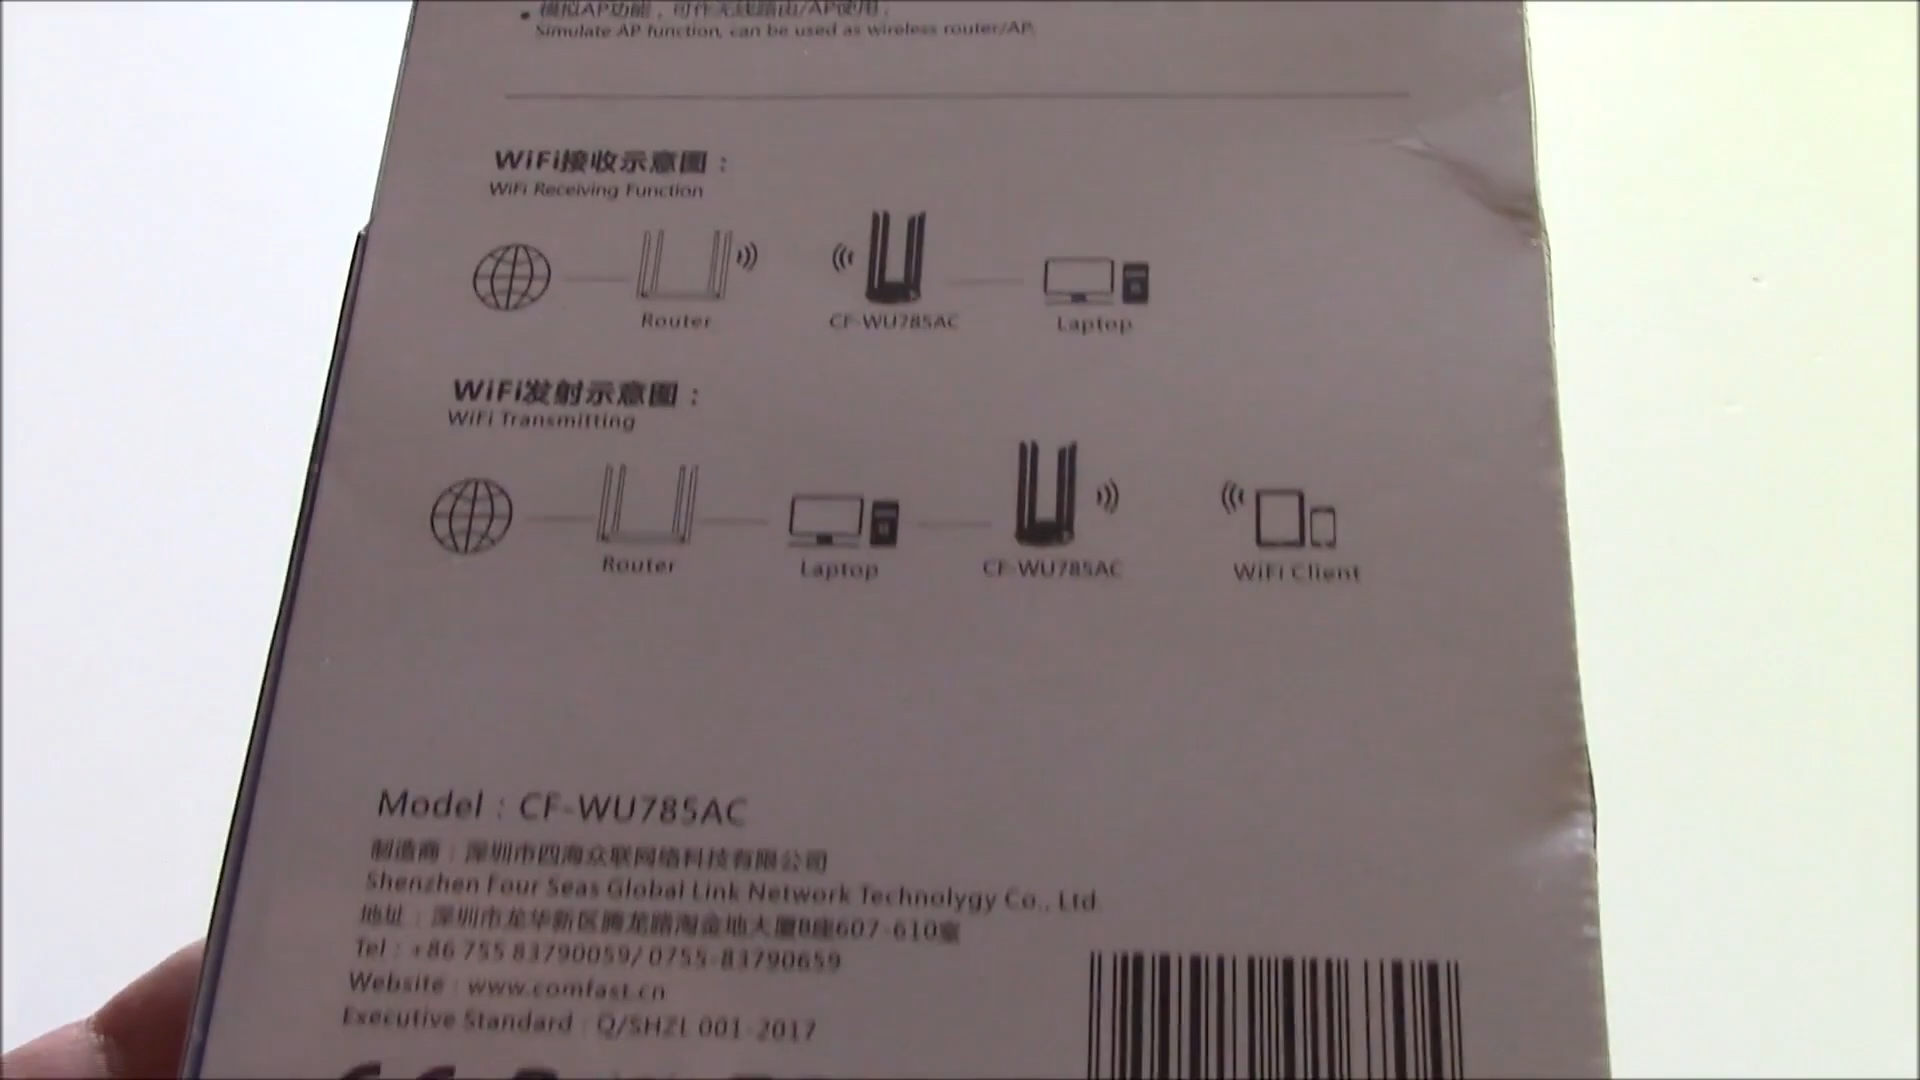 • 模拟AP功能，可作无线路由/AP使用.
Simulate AP function, can be used as wireless router/AP.
WiFi接收示意图：
WiFi Receiving Function
Router
CF-WU785AC
Laptop
WiFi发射示意图：
WiFi Transmitting
Router
Laptop
CF-WU785AC
WiFi Client
Model : CF-WU785AC
制造商：深圳市四海众联网络科技有限公司
Shenzhen Four Seas Global Link Network Technolygy Co., Ltd.
地址：深圳市龙华新区腾龙路淘金地大厦B座607-610室
Tel : +86 755 83790059/ 0755-83790659
Website : www.comfast.cn
Executive Standard : Q/SHZL 001-2017